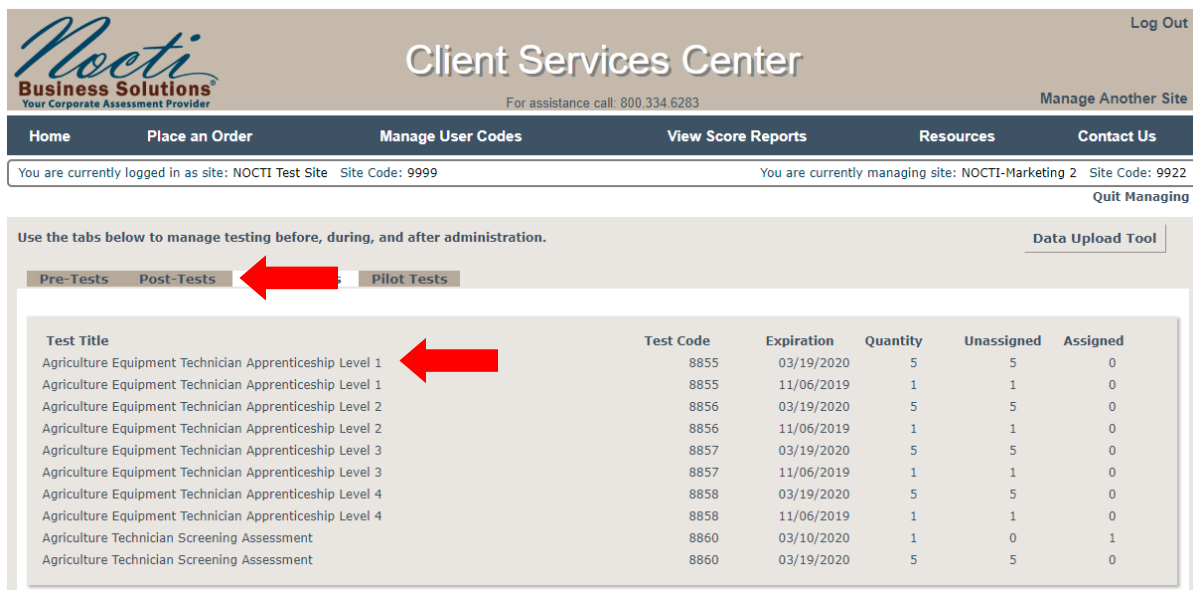 Log Out
Nocti
Business Solutions®
Your Corporate Assessment Provider
Client Services Center
For assistance call: 800.334.6283
Manage Another Site
Home Place an Order Manage User Codes View Score Reports Resources Contact Us
You are currently logged in as site: NOCTI Test Site Site Code: 9999 You are currently managing site: NOCTI-Marketing 2 Site Code: 9922
Quit Managing
Use the tabs below to manage testing before, during, and after administration. Data Upload Tool
Pre-Tests Post-Tests Pilot Tests
Test Title Test Code Expiration Quantity Unassigned Assigned
Agriculture Equipment Technician Apprenticeship Level 1 8855 03/19/2020 5 5 0
Agriculture Equipment Technician Apprenticeship Level 1 8855 11/06/2019 1 1 0
Agriculture Equipment Technician Apprenticeship Level 2 8856 03/19/2020 5 5 0
Agriculture Equipment Technician Apprenticeship Level 2 8856 11/06/2019 1 1 0
Agriculture Equipment Technician Apprenticeship Level 3 8857 03/19/2020 5 5 0
Agriculture Equipment Technician Apprenticeship Level 3 8857 11/06/2019 1 1 0
Agriculture Equipment Technician Apprenticeship Level 4 8858 03/19/2020 5 5 0
Agriculture Equipment Technician Apprenticeship Level 4 8858 11/06/2019 1 1 0
Agriculture Technician Screening Assessment 8860 03/10/2020 1 0 1
Agriculture Technician Screening Assessment 8860 03/19/2020 5 5 0